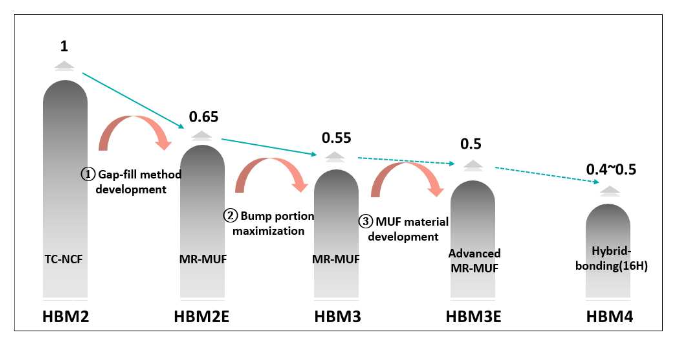 1
0.65
0.55
0.5
0.4~0.5
① Gap-fill method
development
② Bump portion
maximization
③ MUF material
development
TC-NCF
MR-MUF
MR-MUF
Advanced
MR-MUF
Hybrid-
bonding(16H)
HBM2
HBM2E
HBM3
HBM3E
HBM4